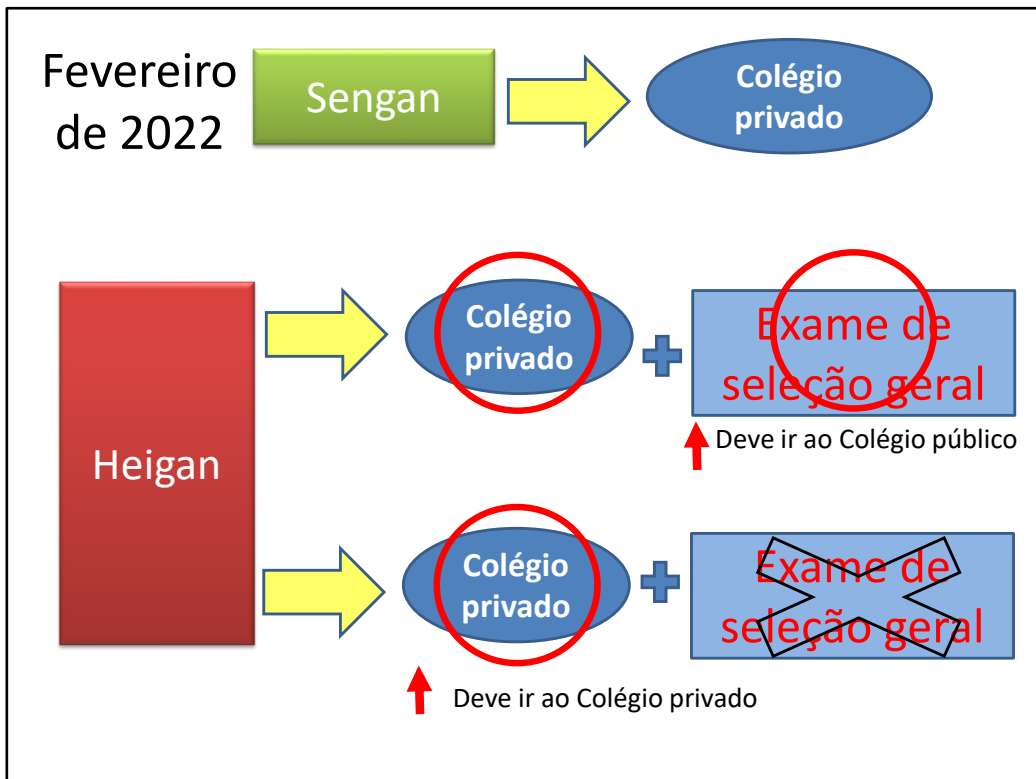 Fevereiro
de 2022
Sengan
Colégio
privado
Heigan
Colégio
privado
Exame de
seleção geral
Deve ir ao Colégio público
Colégio
privado
Exame de
seleção geral
Deve ir ao Colégio privado